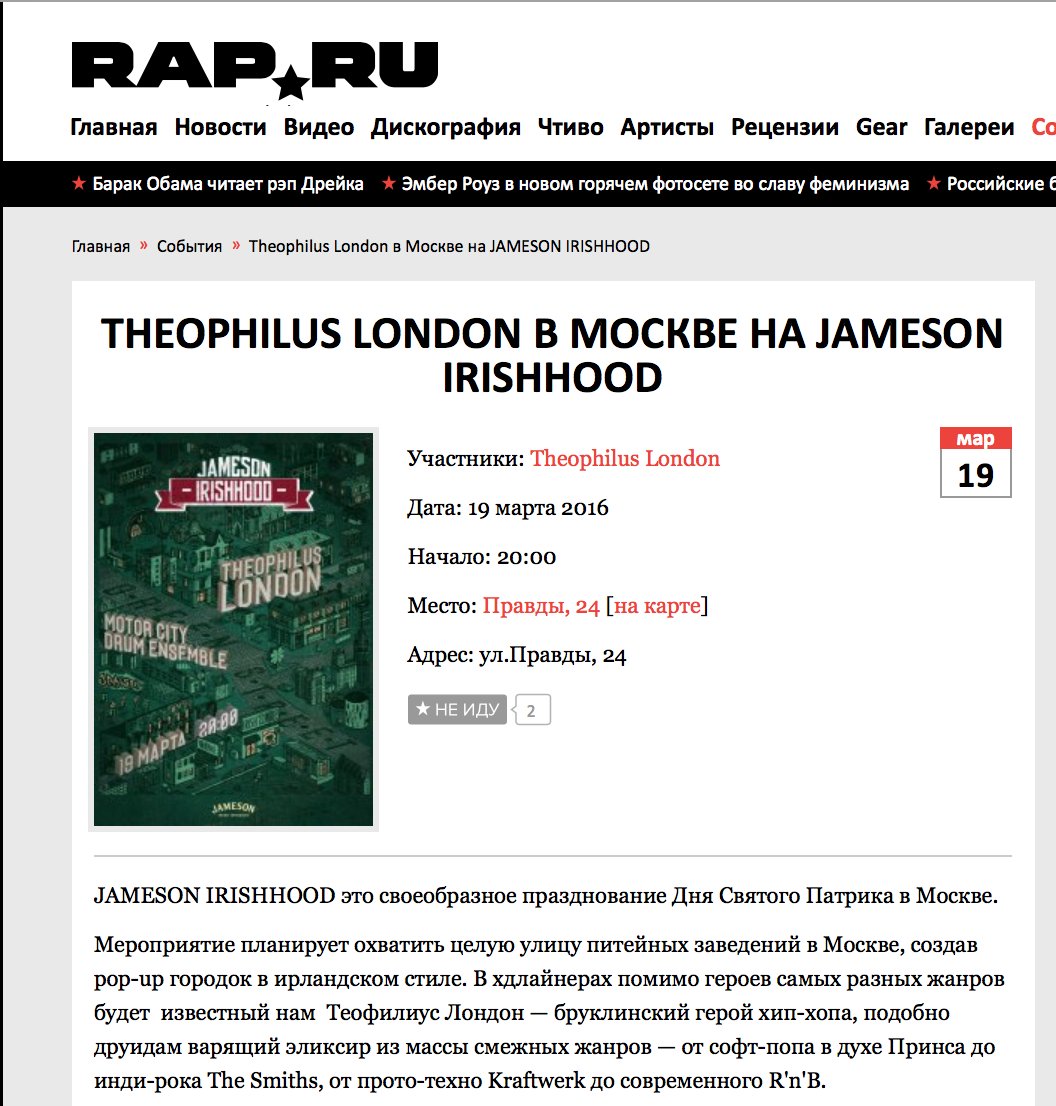 RAP★RU
Главная Новости Видео Дискография Чтиво Артисты Рецензии Gear Галереи Со
★ Барак Обама читает рэп Дрейка ★ Эмбер Роуз в новом горячем фотосете во славу феминизма ★ Российские б
Главная » События » Theophilus London в Москве на JAMESON IRISHHOOD
THEOPHILUS LONDON В МОСКВЕ НА JAMESON
IRISHHOOD
JAMESON
IRISHHOOD
THEOPHILUS
LONDON
MOTOR CITY
DRUM ENSEMBLE
19 МАРТА 20:00
JAMESON
Участники: Theophilus London
Дата: 19 марта 2016
Начало: 20:00
Место: Правды, 24 [на карте]
Адрес: ул.Правды, 24
★ НЕ ИДУ 2
мар
19
JAMESON IRISHHOOD это своеобразное празднование Дня Святого Патрика в Москве.
Мероприятие планирует охватить целую улицу питейных заведений в Москве, создав
pop-up городок в ирландском стиле. В хдлайнерах помимо героев самых разных жанров
будет известный нам Теофилиус Лондон — бруклинский герой хип-хопа, подобно
друидам варящий эликсир из массы смежных жанров — от софт-попа в духе Принса до
инди-рока The Smiths, от прото-техно Kraftwerk до современного R'n'B.